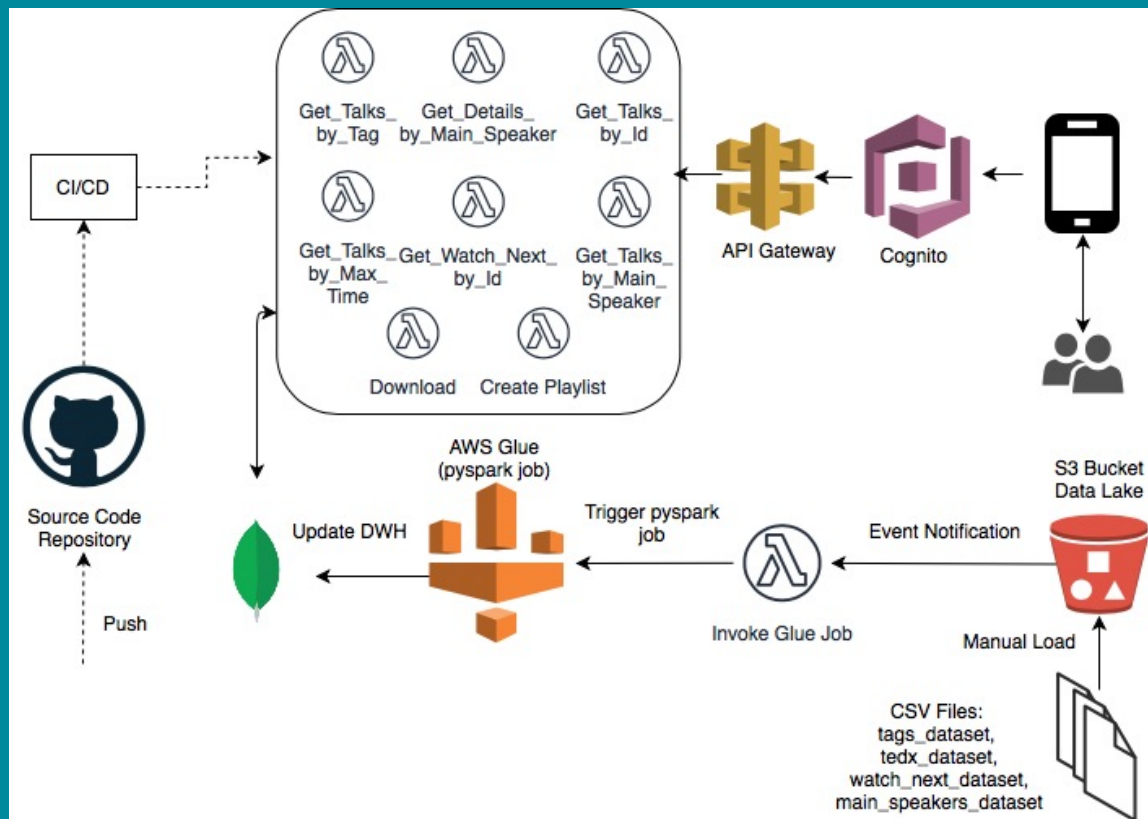 Get_Talks_
by_Tag
Get_Details_
by_Main_Speaker
Get_Talks_
by_Id
CI/CD
Get_Talks_
by_Max_
Time
Get_Watch_Next_
by_Id
Get_Talks_
by_Main_
Speaker
API Gateway
Cognito
Download
Create Playlist
Source Code
Repository
Push
Update DWH
AWS Glue
(pyspark job)
Trigger pyspark
job
Invoke Glue Job
Event Notification
S3 Bucket
Data Lake
Manual Load
CSV Files:
tags_dataset,
tedx_dataset,
watch_next_dataset,
main_speakers_dataset